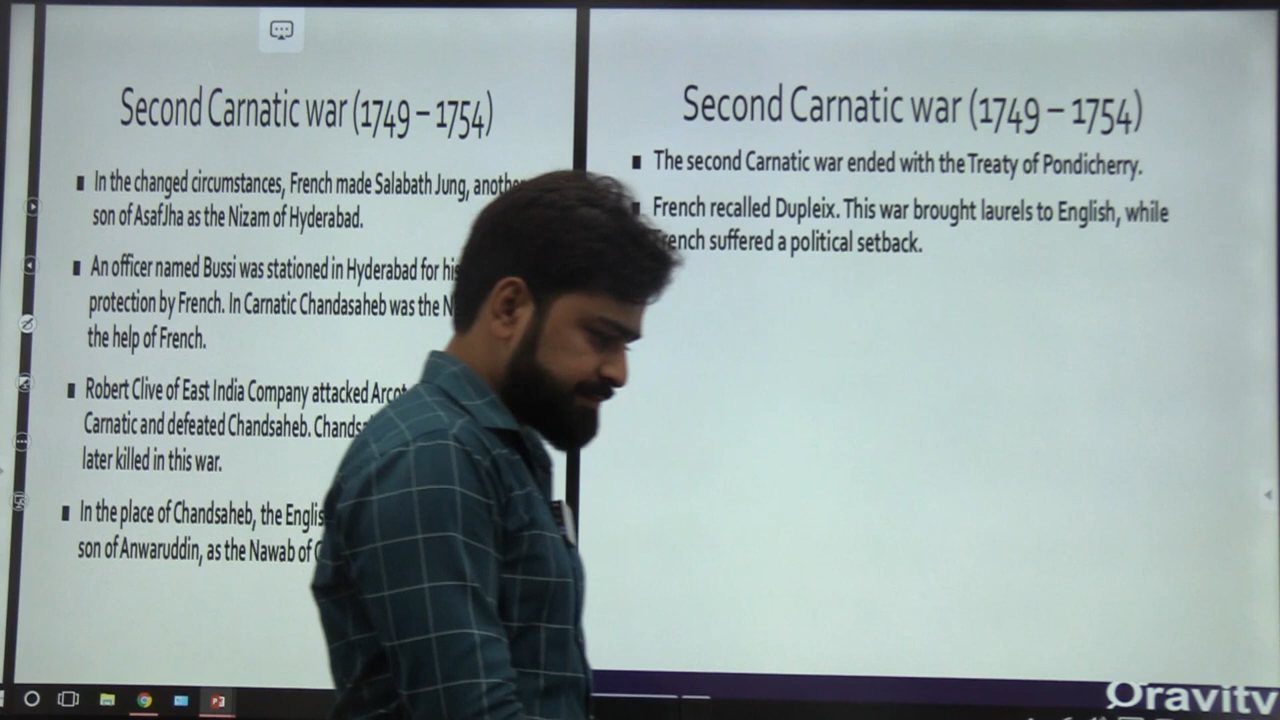 Second Carnatic war (1749 – 1754)
In the changed circumstances, French made Salabath Jung,
son of AsafJha as the Nizam of Hyderabad.
An officer named Bussi was stationed in Hyderabad for his
protection by French. In Carnatic Chandasaheb was the
the help of French.
Robert Clive of East India Company attacked
Carnatic and defeated Chandsaheb.
later killed in this war.
In the place of Chandsaheb, the
son of Anwaruddin, as the Nawab of
Second Carnatic war (1749 – 1754)
The second Carnatic war ended with the Treaty of Pondicherry.
French recalled Dupleix. This war brought laurels to English, while
suffered a political setback.
Gravity